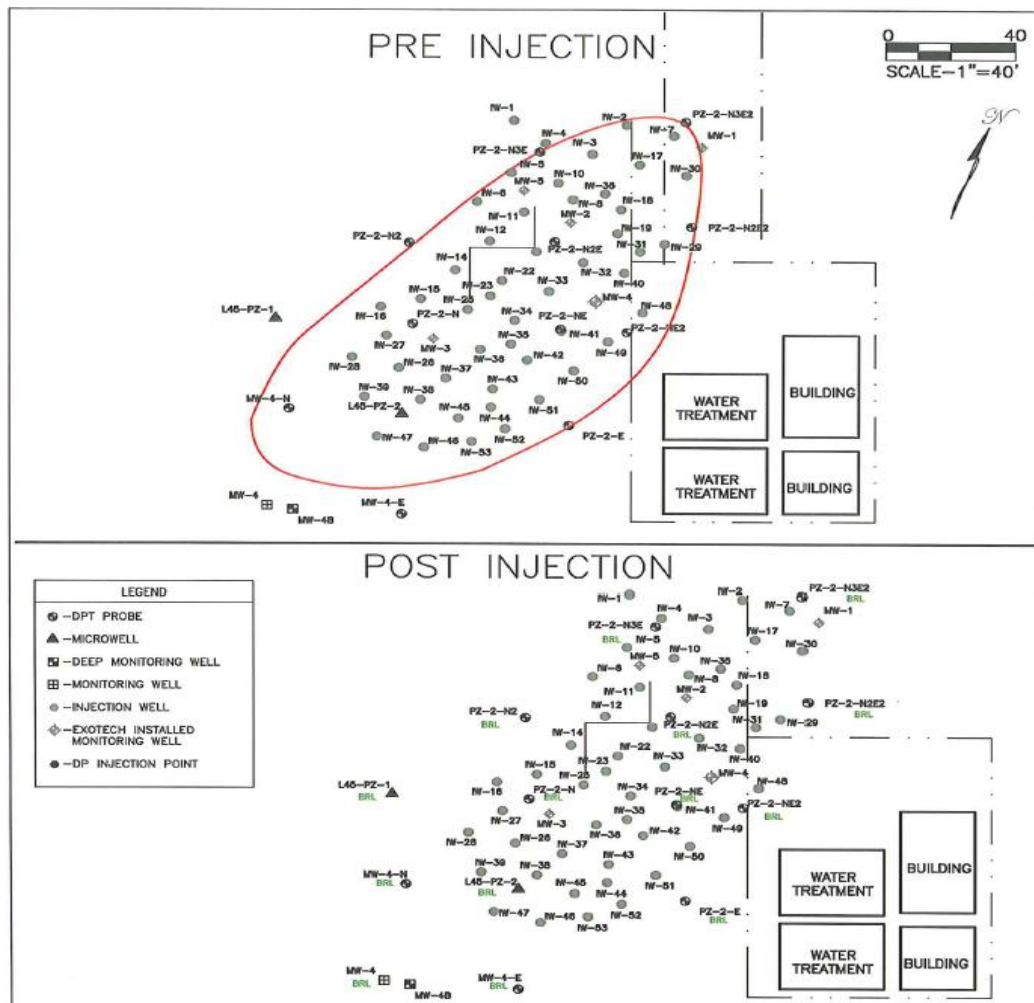 PRE INJECTION
0 40
SCALE-1"=40'
N
IW-1
IW-2
PZ-2-N3E2
IW-4
IW-7
MW-1
PZ-2-N3E
IW-3
IW-5
IW-17
MW-5
IW-10
IW-30
IW-6
IW-36
IW-8
IW-18
IW-11
MW-2
PZ-2-N2
IW-12
IW-19
PZ-2-N2E2
PZ-2-N2E
IW-31
IW-29
IW-14
IW-22
IW-32
IW-40
IW-15
IW-23
IW-33
L45-PZ-1
IW-16
IW-25
MW-4
IW-48
PZ-2-N
IW-34
PZ-2-NE
IW-41
PZ-2-NE2
IW-27
MW-3
IW-35
IW-49
IW-28
IW-26
IW-36
IW-42
IW-37
IW-50
IW-39
IW-38
IW-43
MW-4-N
L45-PZ-2
IW-45
IW-44
IW-51
IW-47
IW-46
IW-52
PZ-2-E
IW-53
MW-4
MW-4B
MW-4-E
WATER
TREATMENT
BUILDING
WATER
TREATMENT
BUILDING
POST INJECTION
LEGEND
-DPT PROBE
-MICROWELL
-DEEP MONITORING WELL
-MONITORING WELL
-INJECTION WELL
-EXOTECH INSTALLED
MONITORING WELL
-DP INJECTION POINT
IW-1
IW-2
PZ-2-N3E2
BRL
IW-4
IW-7
MW-1
PZ-2-N3E
BRL
IW-3
IW-5
IW-17
MW-5
IW-10
IW-30
IW-6
IW-35
IW-8
IW-18
IW-11
MW-2
PZ-2-N2
BRL
IW-12
IW-19
PZ-2-N2E2
BRL
PZ-2-N2E
BRL
IW-31
IW-29
IW-14
IW-22
IW-32
IW-40
IW-15
IW-23
IW-33
L45-PZ-1
BRL
IW-16
IW-25
MW-4
IW-48
PZ-2-N
BRL
IW-34
PZ-2-NE
BRL
IW-41
PZ-2-NE2
BRL
IW-27
MW-3
IW-35
IW-49
IW-28
IW-26
IW-36
IW-42
IW-37
IW-50
IW-39
IW-38
IW-43
MW-4-N
BRL
L45-PZ-2
BRL
IW-45
IW-44
IW-51
IW-47
IW-46
IW-52
PZ-2-E
BRL
IW-53
MW-4
BRL
MW-4B
MW-4-E
BRL
WATER
TREATMENT
BUILDING
WATER
TREATMENT
BUILDING